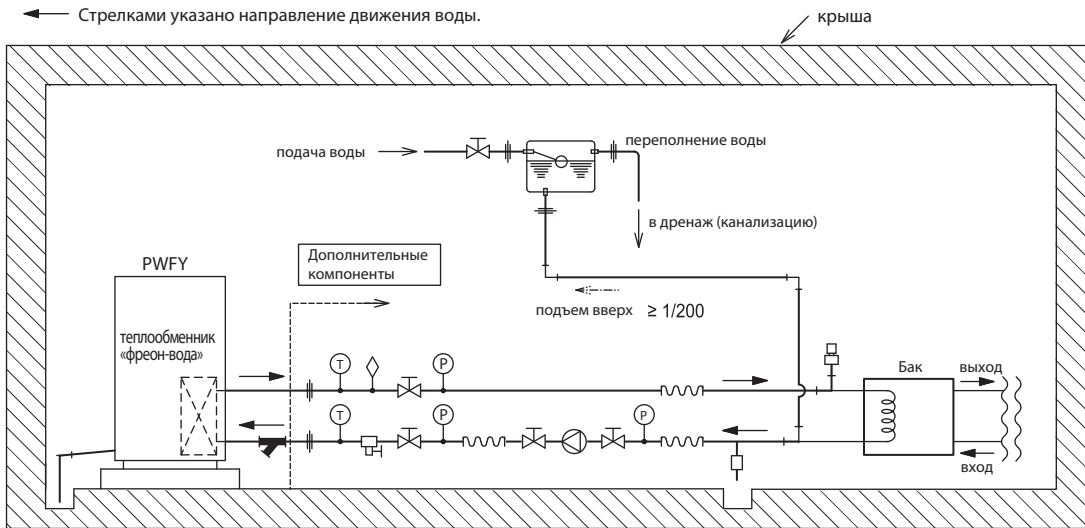 Стрелками указано направление движения воды.
крыша
подача воды
переполнение воды
в дренаж (канализацию)
PWFY
Дополнительные
компоненты
подъем вверх ≥ 1/200
теплообменник
«фреон-вода»
T
P
Бак
выход
T
P
P
вход